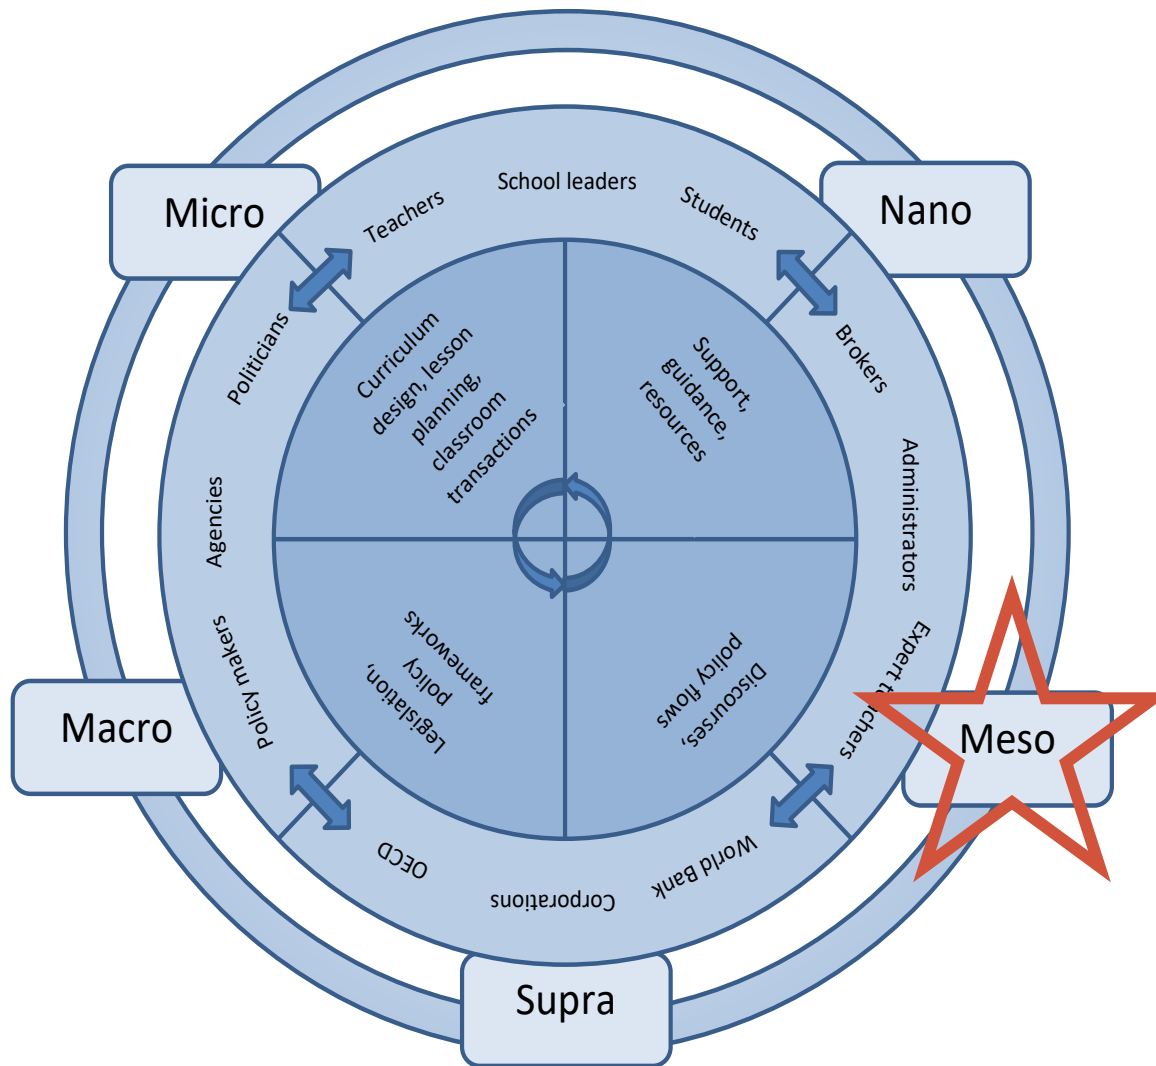 Micro
Nano
Meso
Supra
Macro
Teachers
School leaders
Students
Brokers
Administrators
Expert teachers
World Bank
Corporations
OECD
Policy makers
Agencies
Politicians
Curriculum
design, lesson
planning,
classroom
transactions
Support,
guidance,
resources
Discourses,
policy flows
Legislation,
policy
frameworks